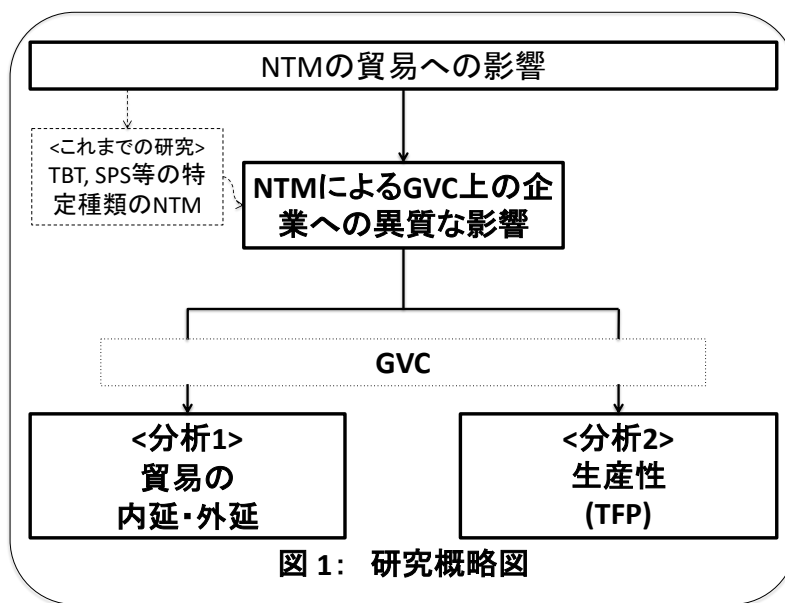 NTMの貿易への影響
<これまでの研究>
TBT, SPS等の特
定種類のNTM
NTMによるGVC上の企
業への異質な影響
GVC
<分析1>
貿易の
内延・外延
<分析2>
生産性
(TFP)
図 1： 研究概略図